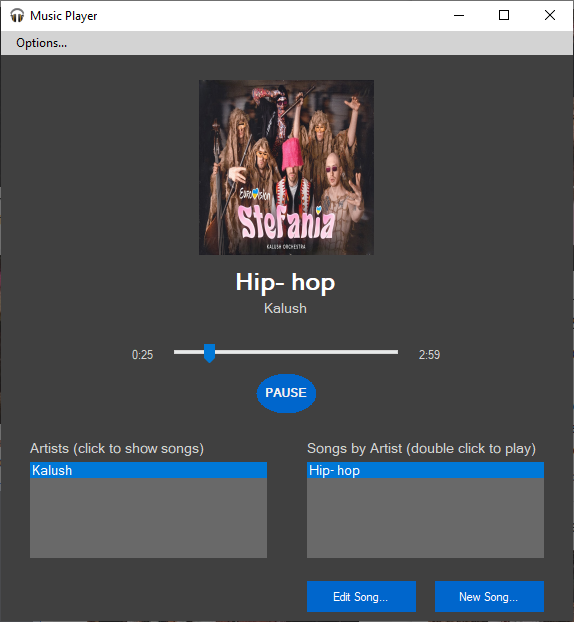 Music Player
Options...
Eurovision
Stefania
KALUSH ORCHESTRA
Hip- hop
Kalush
0:25
2:59
PAUSE
Artists (click to show songs)
Kalush
Songs by Artist (double click to play)
Hip- hop
Edit Song...
New Song...